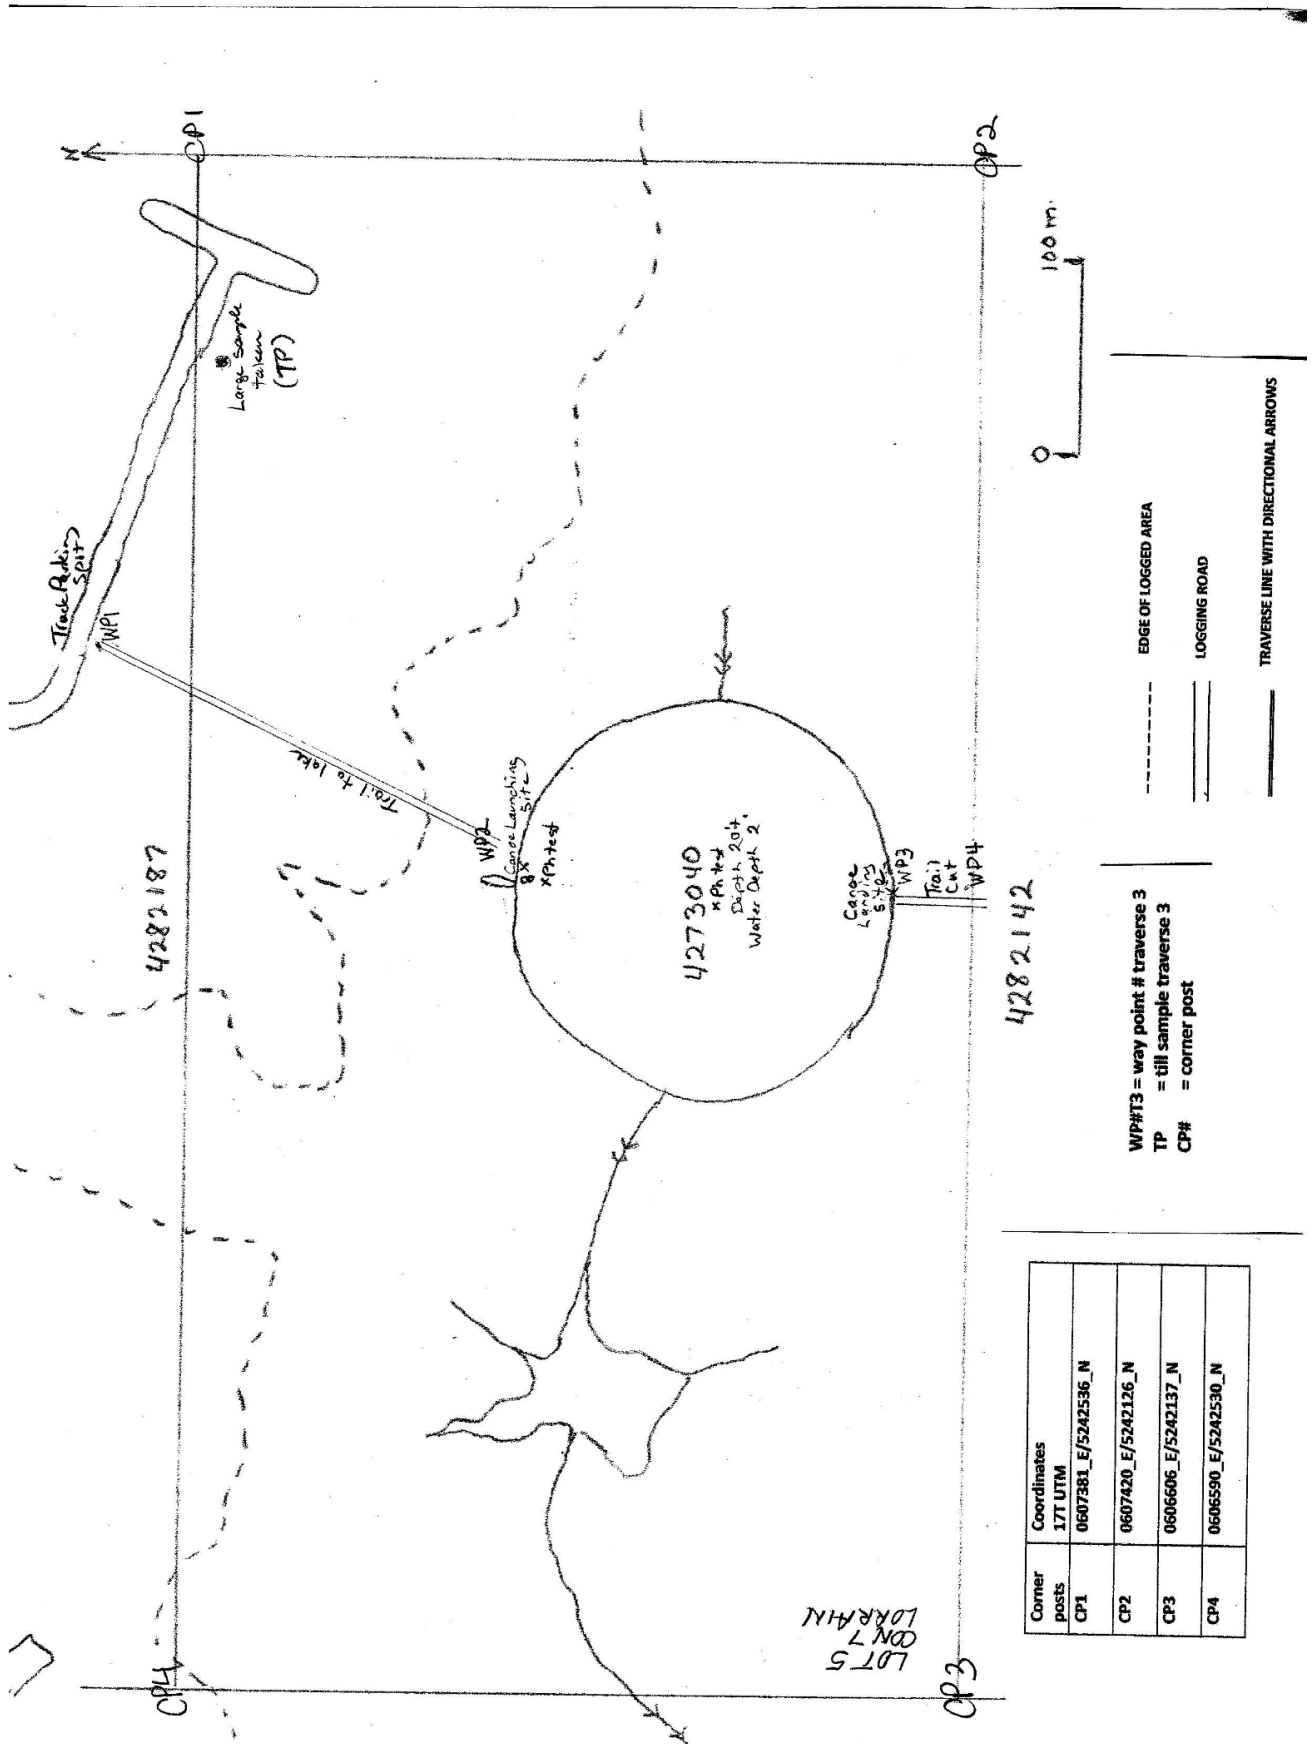 N
CP4
CP1
Truck Parking
Spot
WP1
Large sample
taken
(TP)
4282187
Trail to lake
WP2
Canoe Launching
Site
8x
x Ph test
4273040
x Ph test
Depth 20'+
Water Depth 2'
Canoe
Landing
Site
WP3
Trail
Cut
WP4
LOT 5
CON 7
LORRAIN
CP3
CP2
4282142
0
100 m.
Corner posts
Coordinates 17T UTM
CP1 0607381_E/5242536_N
CP2 0607420_E/5242126_N
CP3 0606606_E/5242137_N
CP4 0606590_E/5242530_N
WP#T3 = way point # traverse 3
TP = till sample traverse 3
CP# = corner post
EDGE OF LOGGED AREA
LOGGING ROAD
TRAVERSE LINE WITH DIRECTIONAL ARROWS